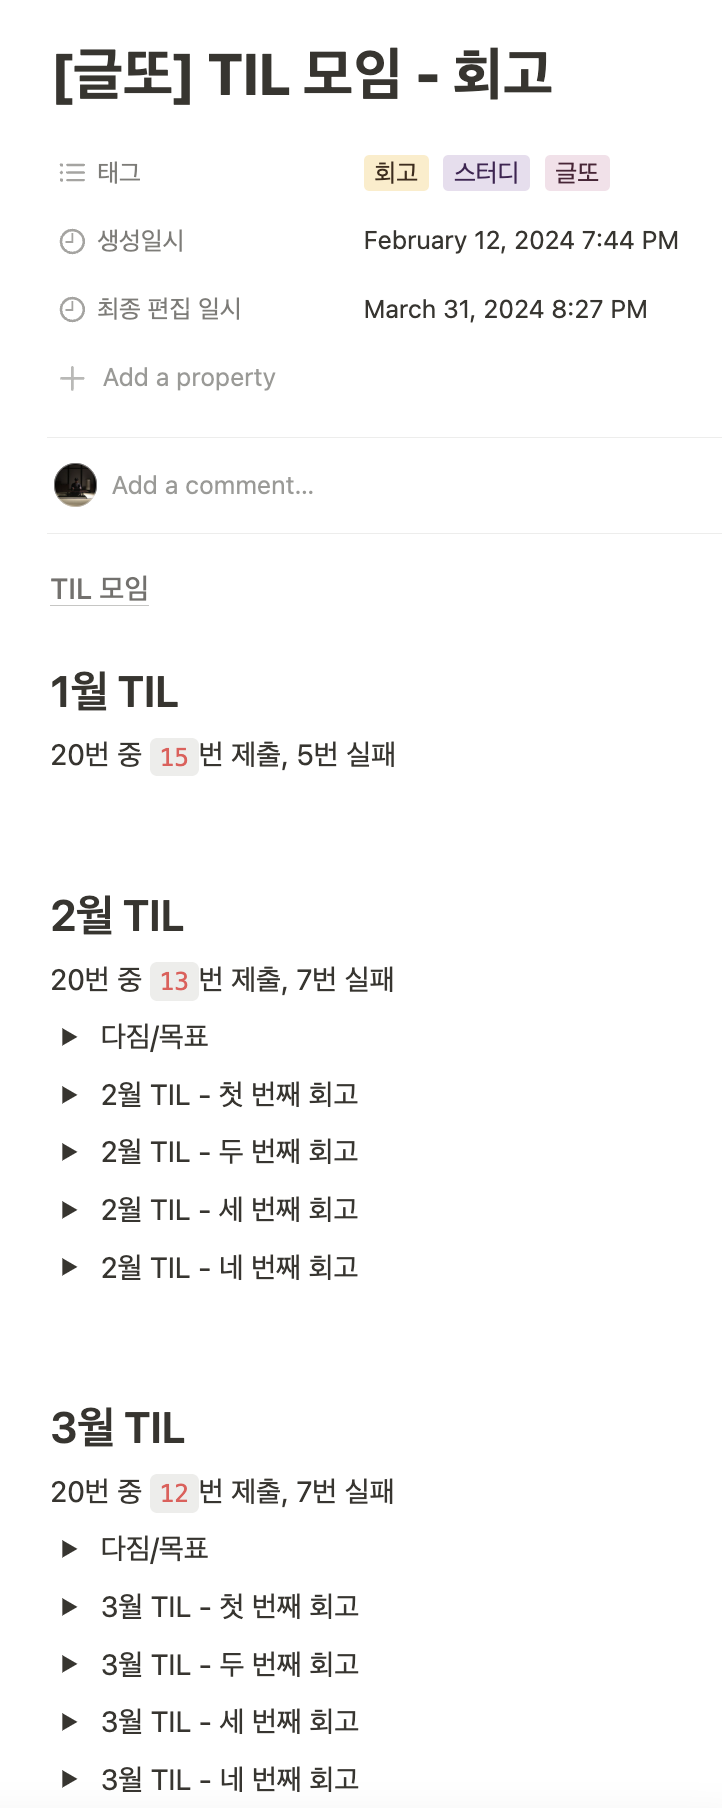 [글또] TIL 모임 - 회고
태그 회고 스터디 글또
생성일시 February 12, 2024 7:44 PM
최종 편집 일시 March 31, 2024 8:27 PM
Add a property
Add a comment...
TIL 모임
1월 TIL
20번 중 15번 제출, 5번 실패
2월 TIL
20번 중 13번 제출, 7번 실패
다짐/목표
2월 TIL - 첫 번째 회고
2월 TIL - 두 번째 회고
2월 TIL - 세 번째 회고
2월 TIL - 네 번째 회고
3월 TIL
20번 중 12번 제출, 7번 실패
다짐/목표
3월 TIL - 첫 번째 회고
3월 TIL - 두 번째 회고
3월 TIL - 세 번째 회고
3월 TIL - 네 번째 회고